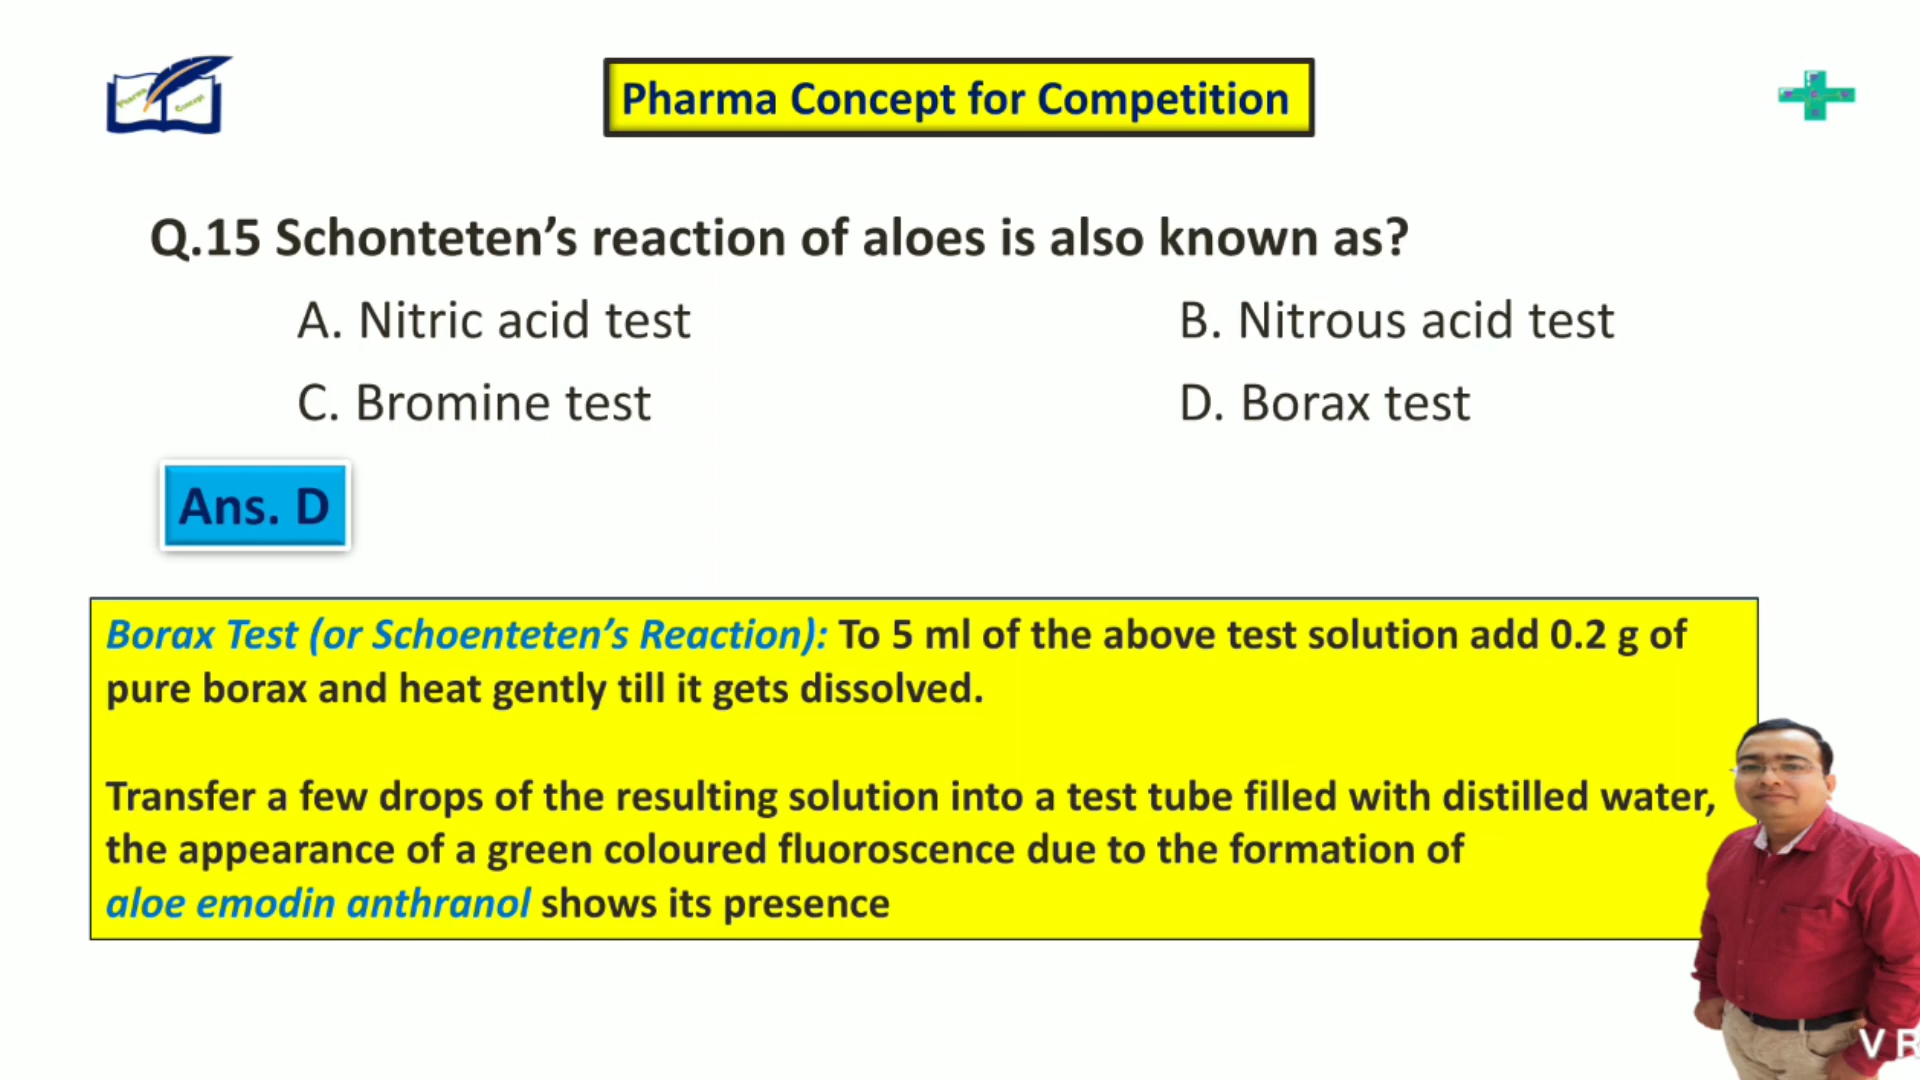 Pharma
Concept
Pharma Concept for Competition
Q.15 Schonteten’s reaction of aloes is also known as?
A. Nitric acid test
B. Nitrous acid test
C. Bromine test
D. Borax test
Ans. D
Borax Test (or Schoenteten’s Reaction): To 5 ml of the above test solution add 0.2 g of
pure borax and heat gently till it gets dissolved.
Transfer a few drops of the resulting solution into a test tube filled with distilled water,
the appearance of a green coloured fluoroscence due to the formation of
aloe emodin anthranol shows its presence
V R